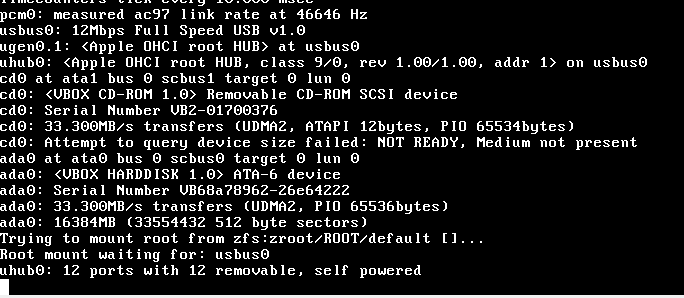 Timecounters tick every 10.000 msec
pcm0: measured ac97 link rate at 46646 Hz
usbus0: 12Mbps Full Speed USB v1.0
ugen0.1: <Apple OHCI root HUB> at usbus0
uhub0: <Apple OHCI root HUB, class 9/0, rev 1.00/1.00, addr 1> on usbus0
cd0 at ata1 bus 0 scbus1 target 0 lun 0
cd0: <VBOX CD-ROM 1.0> Removable CD-ROM SCSI device
cd0: Serial Number VB2-01700376
cd0: 33.300MB/s transfers (UDMA2, ATAPI 12bytes, PIO 65534bytes)
cd0: Attempt to query device size failed: NOT READY, Medium not present
ada0 at ata0 bus 0 scbus0 target 0 lun 0
ada0: <VBOX HARDDISK 1.0> ATA-6 device
ada0: Serial Number VB68a78962-26e64222
ada0: 33.300MB/s transfers (UDMA2, PIO 65536bytes)
ada0: 16384MB (33554432 512 byte sectors)
Trying to mount root from zfs:zroot/ROOT/default []...
Root mount waiting for: usbus0
uhub0: 12 ports with 12 removable, self powered